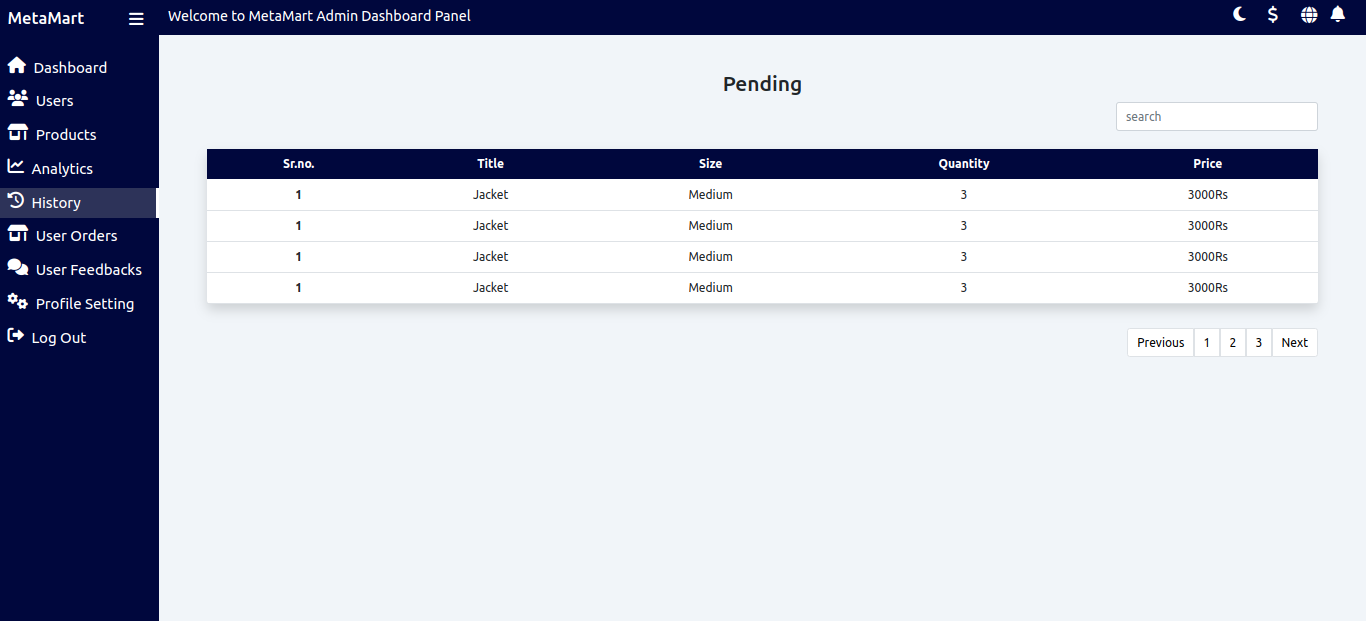 MetaMart
Welcome to MetaMart Admin Dashboard Panel
Dashboard
Users
Products
Analytics
History
User Orders
User Feedbacks
Profile Setting
Log Out
Pending
search
Sr.no. Title Size Quantity Price
1 Jacket Medium 3 3000Rs
1 Jacket Medium 3 3000Rs
1 Jacket Medium 3 3000Rs
1 Jacket Medium 3 3000Rs
Previous 1 2 3 Next